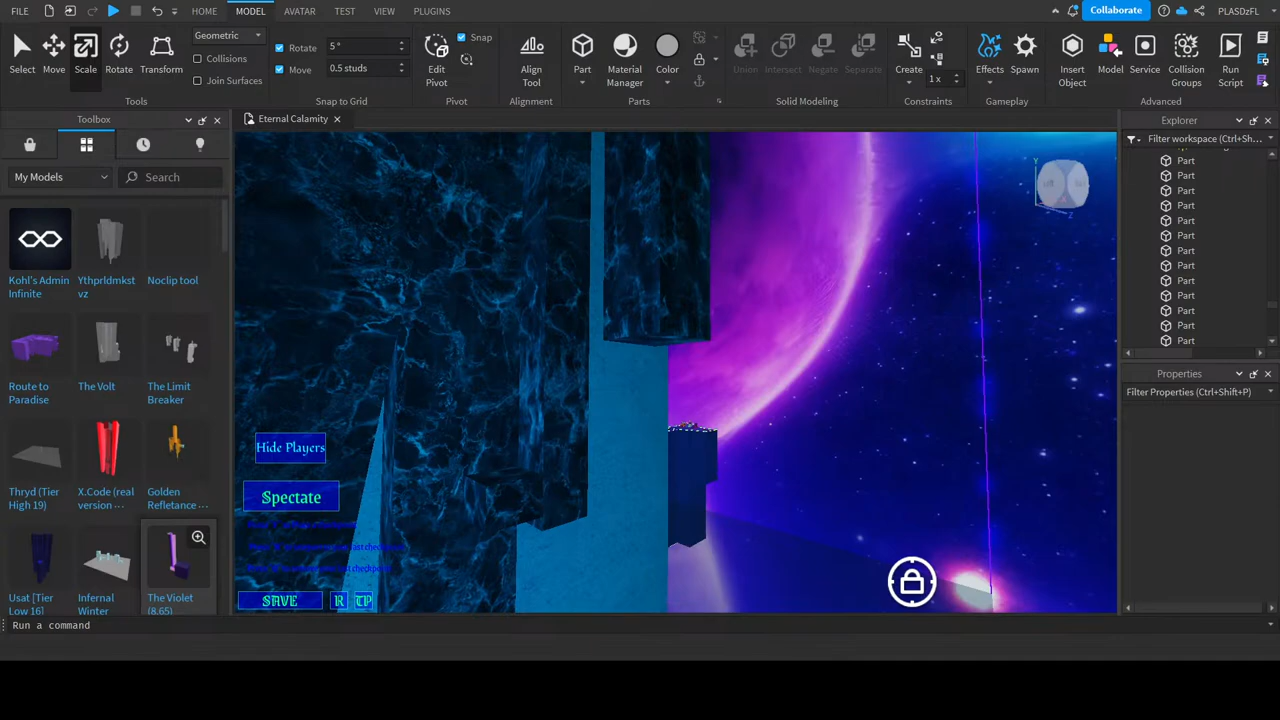 FILE
HOME
MODEL
AVATAR
TEST
VIEW
PLUGINS
Collaborate
PLASDzFL
Geometric
Collisions
Join Surfaces
Rotate
5 °
Move
0.5 studs
Snap
1 x
Select
Move
Scale
Rotate
Transform
Edit
Pivot
Align
Tool
Part
Material
Manager
Color
Union
Intersect
Negate
Separate
Create
Effects
Spawn
Insert
Object
Model
Service
Collision
Groups
Run
Script
Tools
Snap to Grid
Pivot
Alignment
Parts
Solid Modeling
Constraints
Gameplay
Advanced
Toolbox
My Models
Search
Kohl's Admin
Infinite
Ythprldmkst
vz
Noclip tool
Route to
Paradise
The Volt
The Limit
Breaker
Thryd (Tier
High 19)
X.Code (real
version ···
Golden
Refletance ··
Usat [Tier
Low 16]
Infernal
Winter
The Violet
(8.65)
Eternal Calamity
Hide Players
Spectate
SAVE
R
TP
Y
Z
Explorer
Filter workspace (Ctrl+Sh...
Part
Part
Part
Part
Part
Part
Part
Part
Part
Part
Part
Part
Part
Properties
Filter Properties (Ctrl+Shift+P)
Run a command